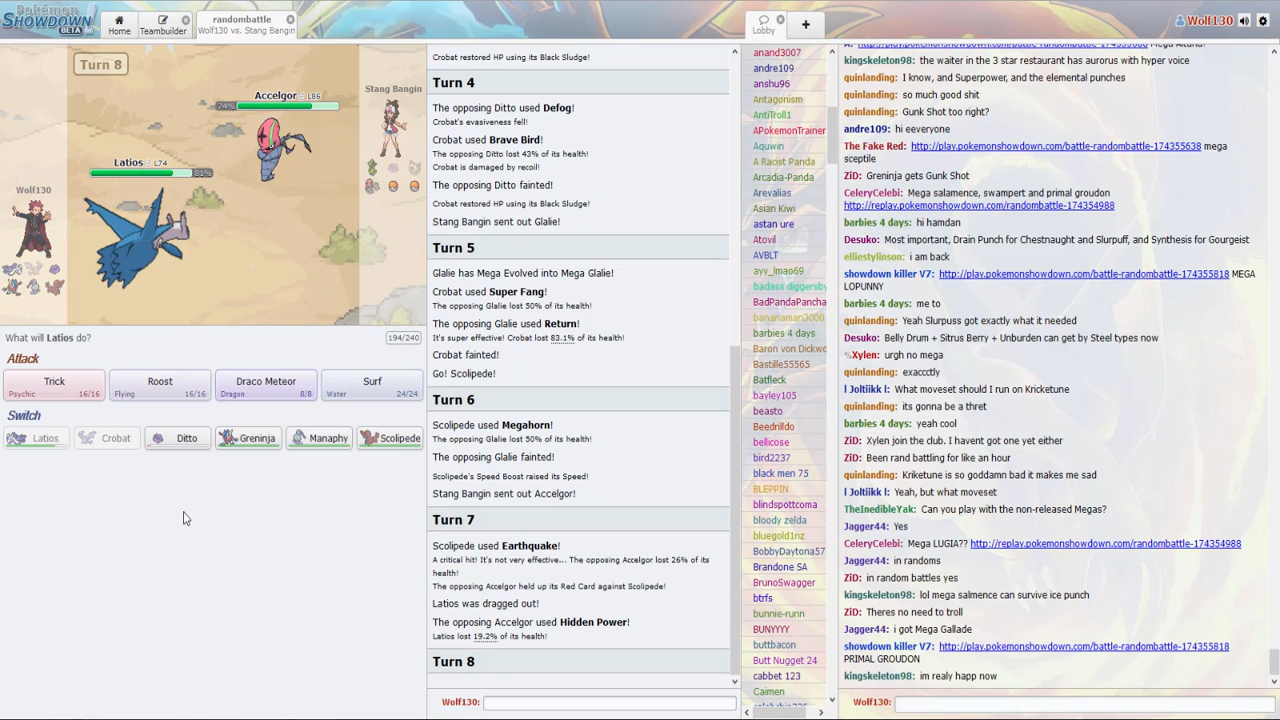 Pokémon
SHOWDOWN
BETA
Home
Teambuilder
randombattle
Wolf130 vs. Stang Bangin
Lobby
+
Wolf130
Turn 8
Accelgor L86
74%
Latios L74
81%
Stang Bangin
Wolf130
What will Latios do?
194/240
Attack
Trick
Psychic 16/16
Roost
Flying 16/16
Draco Meteor
Dragon 8/8
Surf
Water 24/24
Switch
Latios
Crobat
Ditto
Greninja
Manaphy
Scolipede
Crobat restored HP using its Black Sludge!
Turn 4
The opposing Ditto used Defog!
Crobat's evasiveness fell!
Crobat used Brave Bird!
The opposing Ditto lost 43% of its health!
Crobat is damaged by recoil!
The opposing Ditto fainted!
Crobat restored HP using its Black Sludge!
Stang Bangin sent out Glalie!
Turn 5
Glalie has Mega Evolved into Mega Glalie!
Crobat used Super Fang!
The opposing Glalie lost 50% of its health!
The opposing Glalie used Return!
It's super effective! Crobat lost 83.1% of its health!
Crobat fainted!
Go! Scolipede!
Turn 6
Scolipede used Megahorn!
The opposing Glalie lost 50% of its health!
The opposing Glalie fainted!
Scolipede's Speed Boost raised its Speed!
Stang Bangin sent out Accelgor!
Turn 7
Scolipede used Earthquake!
A critical hit! It's not very effective... The opposing Accelgor lost 26% of its
health!
The opposing Accelgor held up its Red Card against Scolipede!
Latios was dragged out!
The opposing Accelgor used Hidden Power!
Latios lost 19.2% of its health!
Turn 8
Wolf130:
anand3007
andre109
anshu96
Antagonism
AntiTroll1
APokemonTrainer
Aquwin
A Racist Panda
Arcadia-Panda
Arevalias
Asian Kiwi
astan ure
Atovil
AVBLT
ayy_lmao69
badass diggersby
BadPandaPancha
bananaman3000
barbies 4 days
Baron von Dickwo
Bastille55565
Batfleck
bayley105
beasto
Beedrilldo
bellicose
bird2237
black men 75
BLEPPIN
blindspottcoma
bloody zelda
bluegold1nz
BobbyDaytona57
Brandone SA
BrunoSwagger
btrfs
bunnie-runn
BUNYYYY
buttbacon
Butt Nugget 24
cabbet 123
Caimen
kingskeleton98: the waiter in the 3 star restaurant has aurorus with hyper
voice
quinlanding: I know, and Superpower, and the elemental punches
quinlanding: so much good shit
quinlanding: Gunk Shot too right?
andre109: hi eeveryone
The Fake Red: http://play.pokemonshowdown.com/battle-randombattle-174355638 mega
sceptile
ZiD: Greninja gets Gunk Shot
CeleryCelebi: Mega salamence, swampert and primal groudon
http://replay.pokemonshowdown.com/randombattle-174354988
barbies 4 days: hi hamdan
Desuko: Most important, Drain Punch for Chestnaught and Slurpuff, and Synthesis for Gourgeist
elliestylinson: i am back
showdown killer V7: http://play.pokemonshowdown.com/battle-randombattle-174355818 MEGA
LOPUNNY
barbies 4 days: me to
quinlanding: Yeah Slurpuss got exactly what it needed
Desuko: Belly Drum + Sitrus Berry + Unburden can get by Steel types now
%Xylen: urgh no mega
quinlanding: exaccctly
l Joltiikk l: What moveset should I run on Kricketune
quinlanding: its gonna be a thret
barbies 4 days: yeah cool
ZiD: Xylen join the club. I havent got one yet either
ZiD: Been rand battling for like an hour
quinlanding: Kriketune is so goddamn bad it makes me sad
l Joltiikk l: Yeah, but what moveset
TheInedibleYak: Can you play with the non-released Megas?
Jagger44: Yes
CeleryCelebi: Mega LUGIA?? http://replay.pokemonshowdown.com/randombattle-174354988
Jagger44: in randoms
ZiD: in random battles yes
kingskeleton98: lol mega salmence can survive ice punch
ZiD: Theres no need to troll
Jagger44: i got Mega Gallade
showdown killer V7: http://play.pokemonshowdown.com/battle-randombattle-174355818
PRIMAL GROUDON
kingskeleton98: im realy happ now
Wolf130: